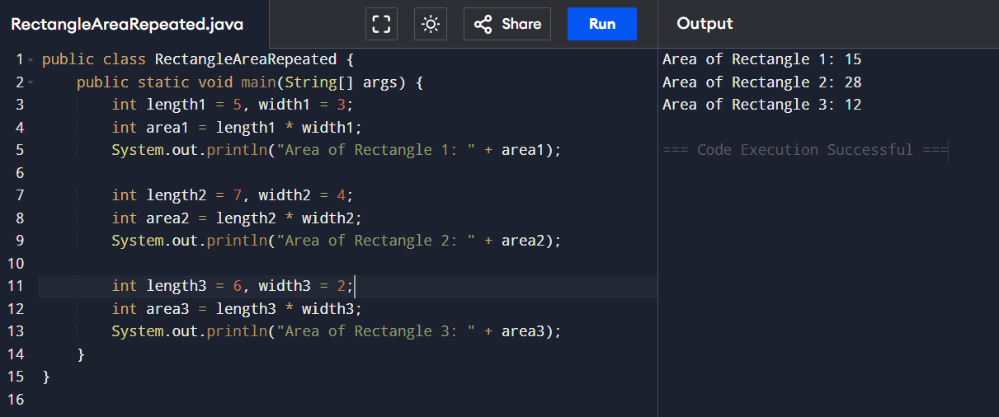 RectangleAreaRepeated.java
Share
Run
Output
1 public class RectangleAreaRepeated {
2     public static void main(String[] args) {
3         int length1 = 5, width1 = 3;
4         int area1 = length1 * width1;
5         System.out.println("Area of Rectangle 1: " + area1);
6
7         int length2 = 7, width2 = 4;
8         int area2 = length2 * width2;
9         System.out.println("Area of Rectangle 2: " + area2);
10
11         int length3 = 6, width3 = 2;
12         int area3 = length3 * width3;
13         System.out.println("Area of Rectangle 3: " + area3);
14     }
15 }
16
Area of Rectangle 1: 15
Area of Rectangle 2: 28
Area of Rectangle 3: 12
=== Code Execution Successful ===